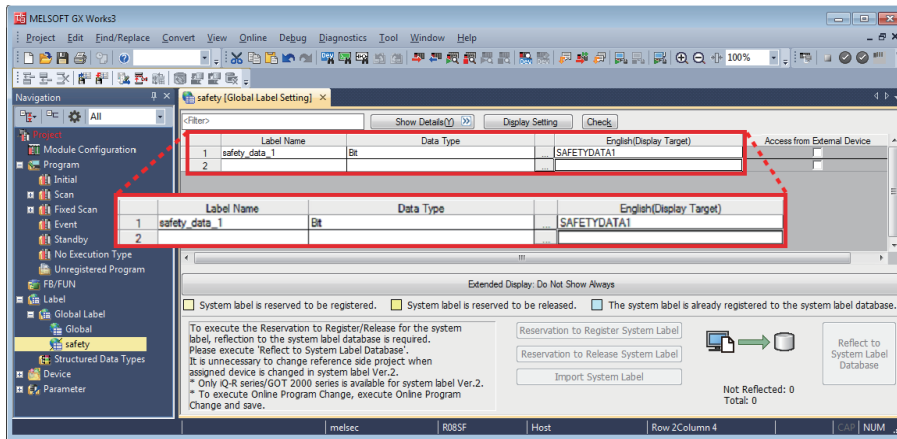 MELSOFT GX Works3
Project Edit Find/Replace Convert View Online Debug Diagnostics Tool Window Help
100%
Navigation
safety [Global Label Setting]
All
<Filter>
Show Details(Y)
Display Setting
Check
Project
Module Configuration
Program
Initial
Scan
Fixed Scan
Event
Standby
No Execution Type
Unregistered Program
FB/FUN
Label
Global Label
Global
safety
Structured Data Types
Device
Parameter
Label Name Data Type English(Display Target) Access from External Device
1 safety_data_1 Bit ... SAFETYDATA1
2 ...
Label Name Data Type English(Display Target)
1 safety_data_1 Bit ... SAFETYDATA1
2 ...
Extended Display: Do Not Show Always
System label is reserved to be registered. System label is reserved to be released. The system label is already registered to the system label database.
To execute the Reservation to Register/Release for the system
label, reflection to the system label database is required.
Please execute 'Reflect to System Label Database'.
It is unnecessary to change reference side project when
assigned device is changed in system label Ver.2.
* Only iQ-R series/GOT 2000 series is available for system label Ver.2.
* To execute Online Program Change, execute Online Program
Change and save.
Reservation to Register System Label
Reservation to Release System Label
Import System Label
Reflect to
System Label
Database
Not Reflected: 0
Total: 0
melsec R08SF Host Row 2Column 4 CAP NUM